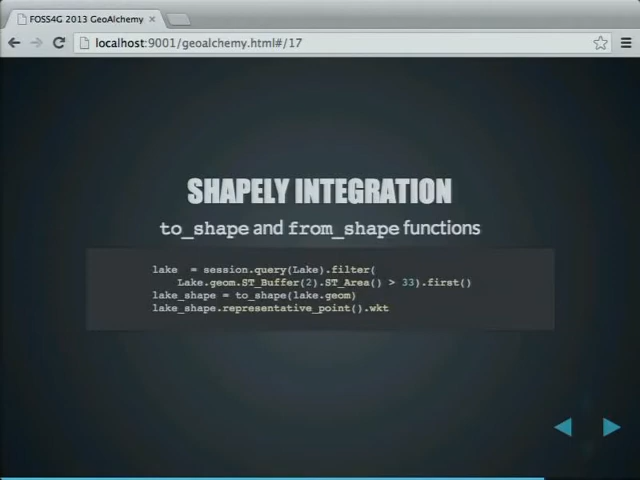 FOSS4G 2013 GeoAlchemy
localhost:9001/geoalchemy.html#/17
SHAPELY INTEGRATION
to_shape and from_shape functions
lake = session.query(Lake).filter(
Lake.geom.ST_Buffer(2).ST_Area() > 33).first()
lake_shape = to_shape(lake.geom)
lake_shape.representative_point().wkt